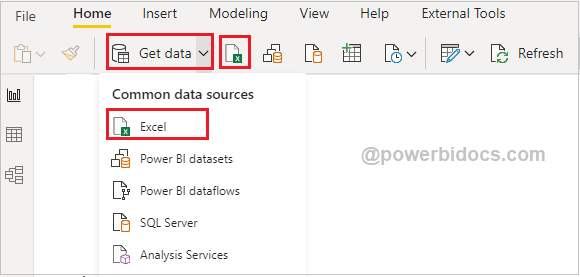 File Home Insert Modeling View Help External Tools
Get data Refresh
Common data sources
Excel
@powerbidocs.com
Power BI datasets
Power BI dataflows
SQL Server
Analysis Services